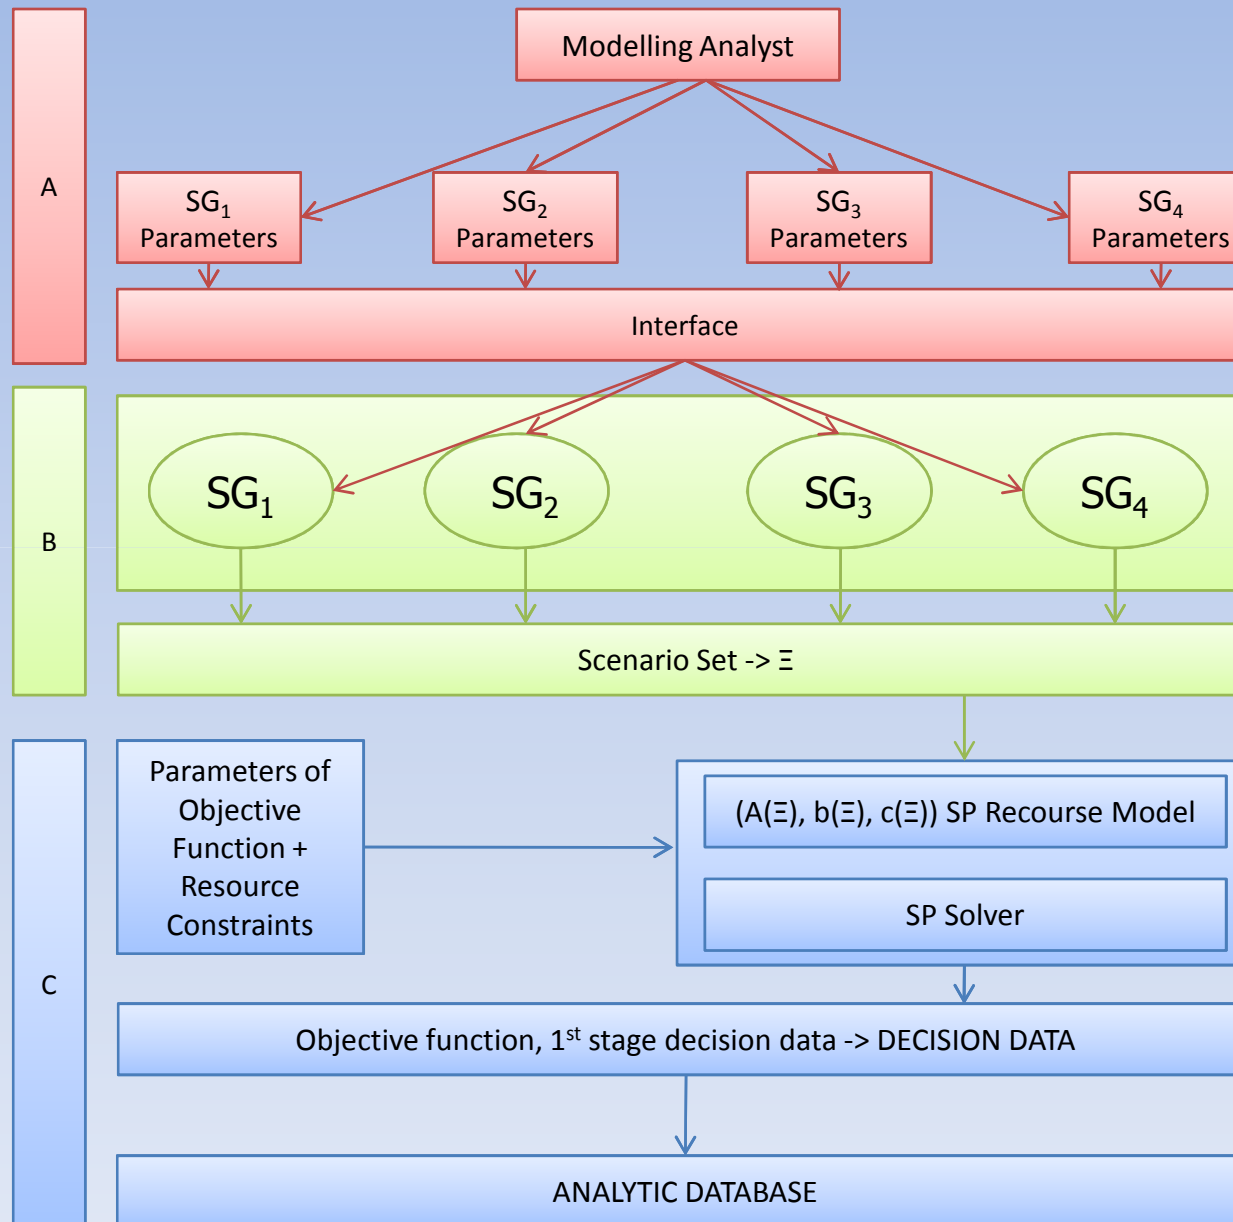 Modelling Analyst
A
SG₁
Parameters
SG₂
Parameters
SG₃
Parameters
SG₄
Parameters
Interface
B
SG₁
SG₂
SG₃
SG₄
Scenario Set -> Ξ
C
Parameters of
Objective
Function +
Resource
Constraints
(A(Ξ), b(Ξ), c(Ξ)) SP Recourse Model
SP Solver
Objective function, 1ˢᵗ stage decision data -> DECISION DATA
ANALYTIC DATABASE